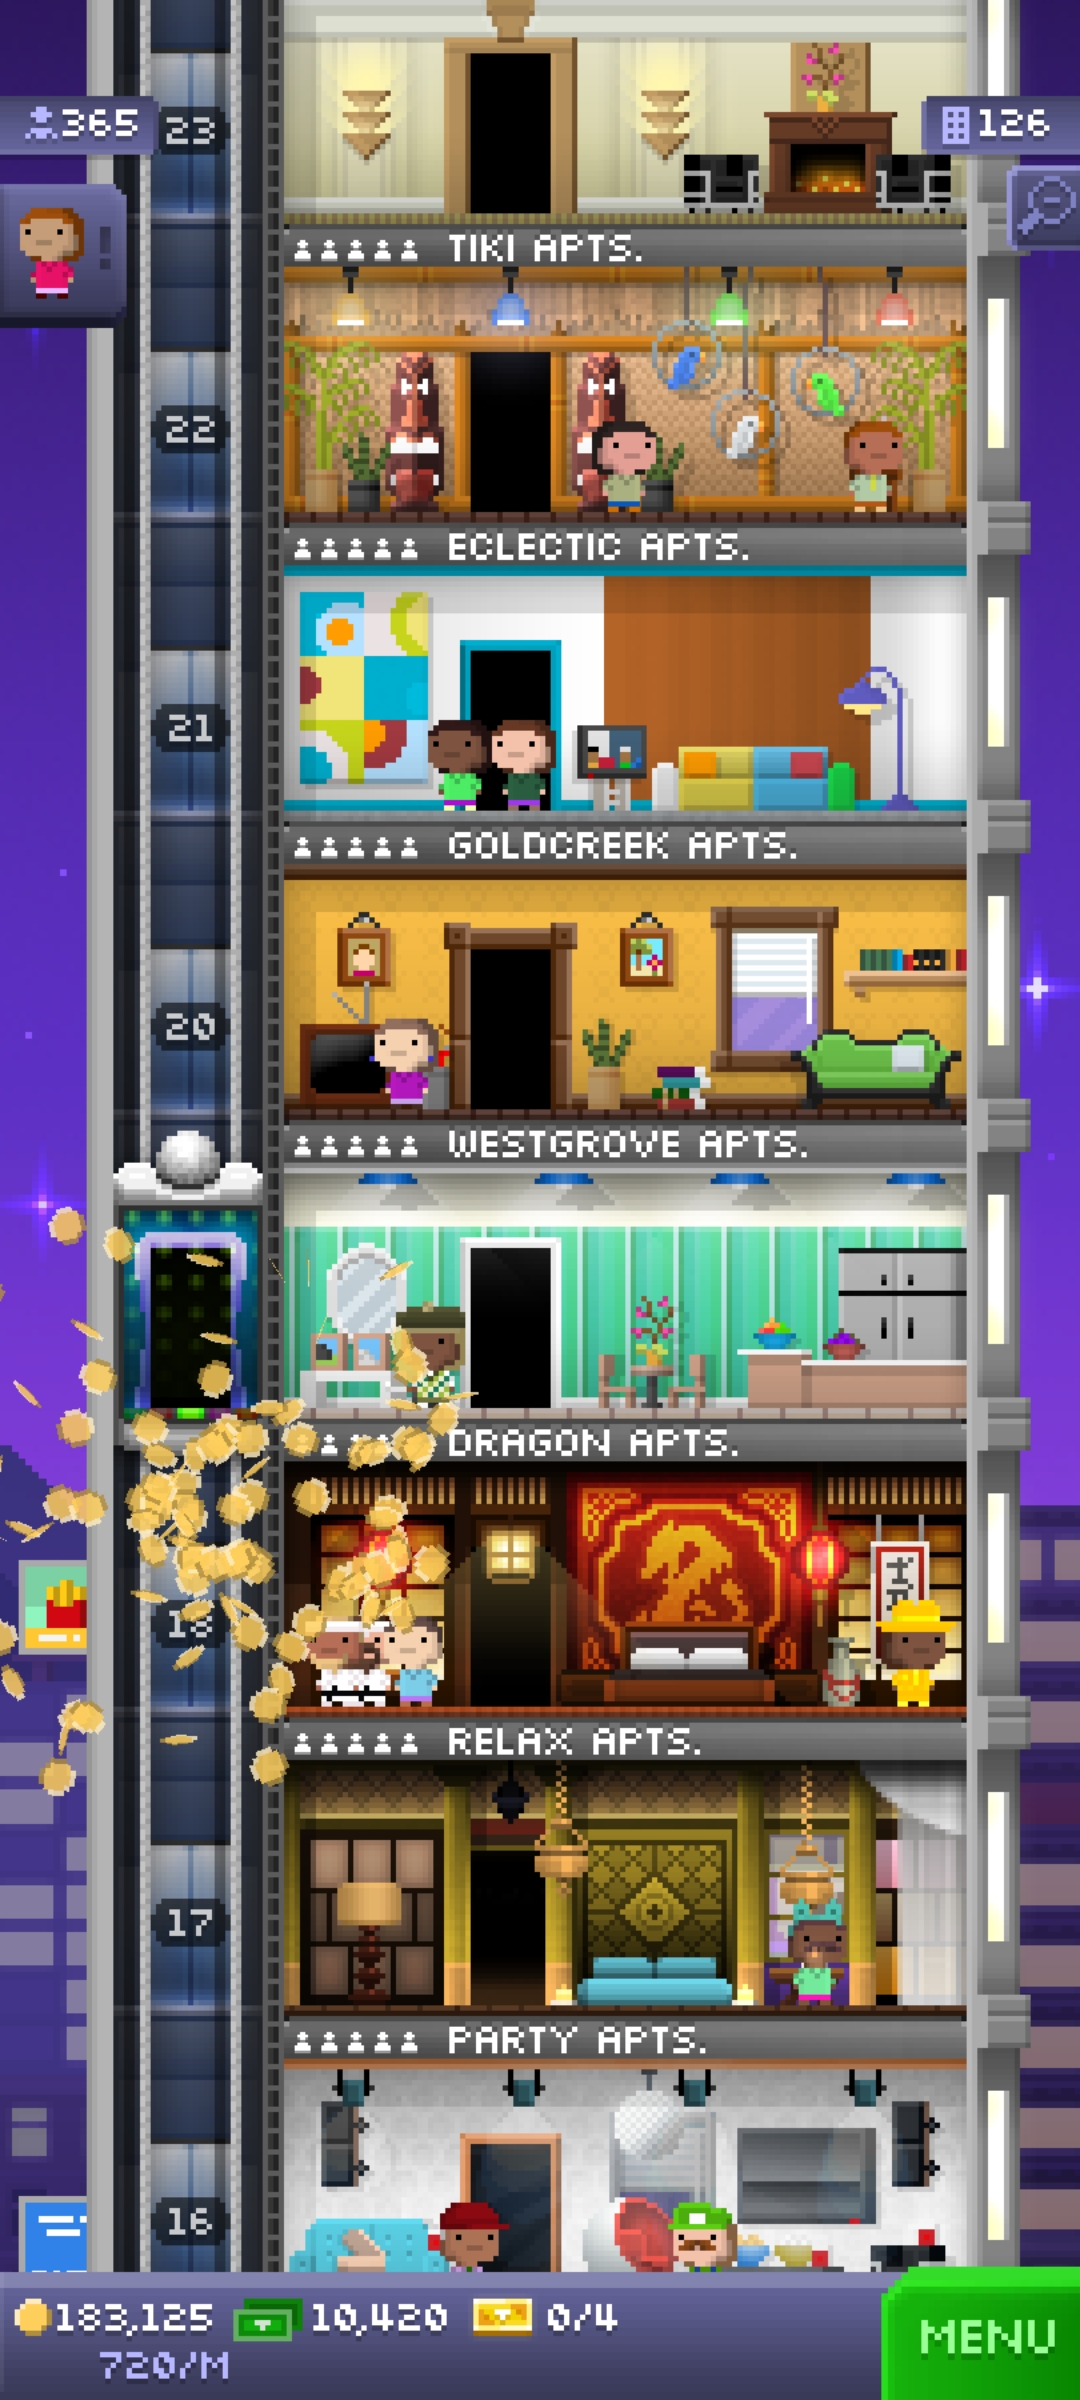 365
23
126
TIKI APTS.
22
ECLECTIC APTS.
21
GOLDCREEK APTS.
20
WESTGROVE APTS.
DRAGON APTS.
18
RELAX APTS.
17
PARTY APTS.
16
183,125 10,420 0/4
720/M
MENU